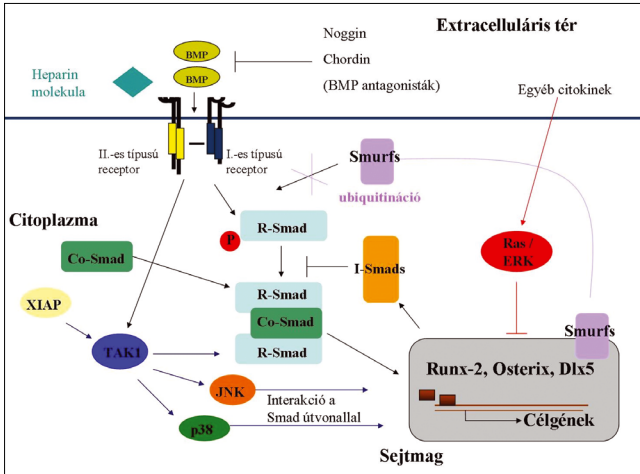 Extracelluláris tér
Noggin
BMP
Chordin
BMP
(BMP antagonisták)
Heparin
molekula
Egyéb citokinek
II.-es típusú
receptor
I.-es típusú
receptor
Smurfs
ubiquitináció
Citoplazma
P
R-Smad
Ras /
ERK
Co-Smad
I-Smads
XIAP
R-Smad
Co-Smad
R-Smad
TAK1
Smurfs
Runx-2, Osterix, Dlx5
JNK
Interakció a
Smad útvonallal
p38
Célgének
Sejtmag